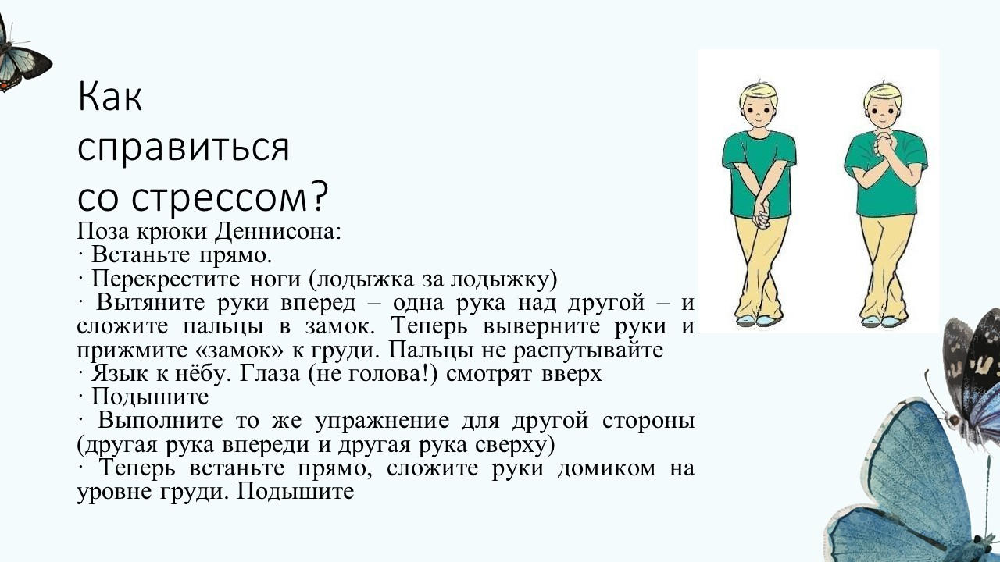 Как
справиться
со стрессом?
Поза крюки Деннисона:
· Встаньте прямо.
· Перекрестите ноги (лодыжка за лодыжку)
· Вытяните руки вперед – одна рука над другой – и
сложите пальцы в замок. Теперь выверните руки и
прижмите «замок» к груди. Пальцы не распутывайте
· Язык к нёбу. Глаза (не голова!) смотрят вверх
· Подышите
· Выполните то же упражнение для другой стороны
(другая рука впереди и другая рука сверху)
· Теперь встаньте прямо, сложите руки домиком на
уровне груди. Подышите